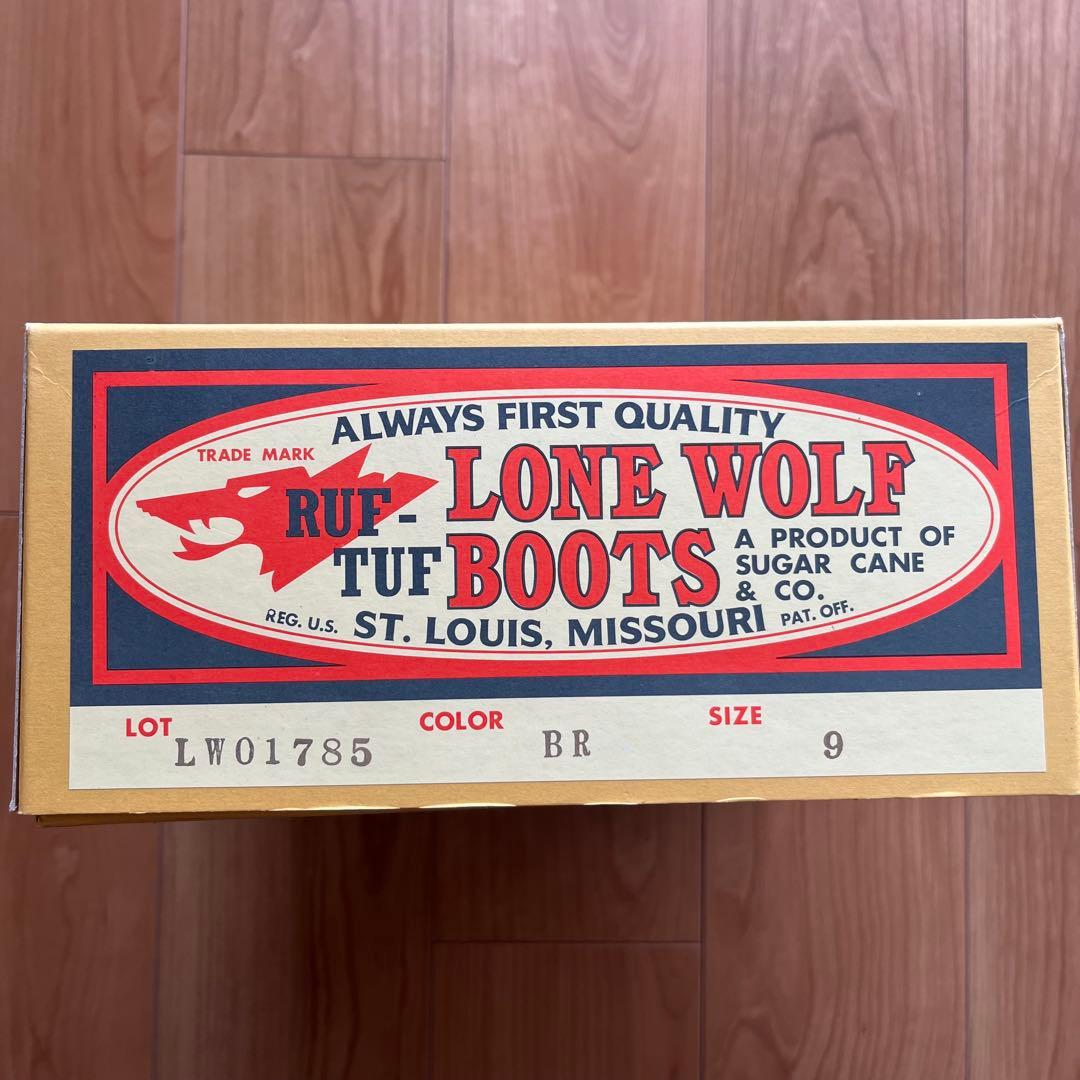 ALWAYS FIRST QUALITY
TRADE MARK
RUF-
TUF
LONE WOLF
BOOTS
A PRODUCT OF
SUGAR CANE
& CO.
REG. U.S. ST. LOUIS, MISSOURI PAT. OFF.
LOT LW01785 COLOR BR SIZE 9